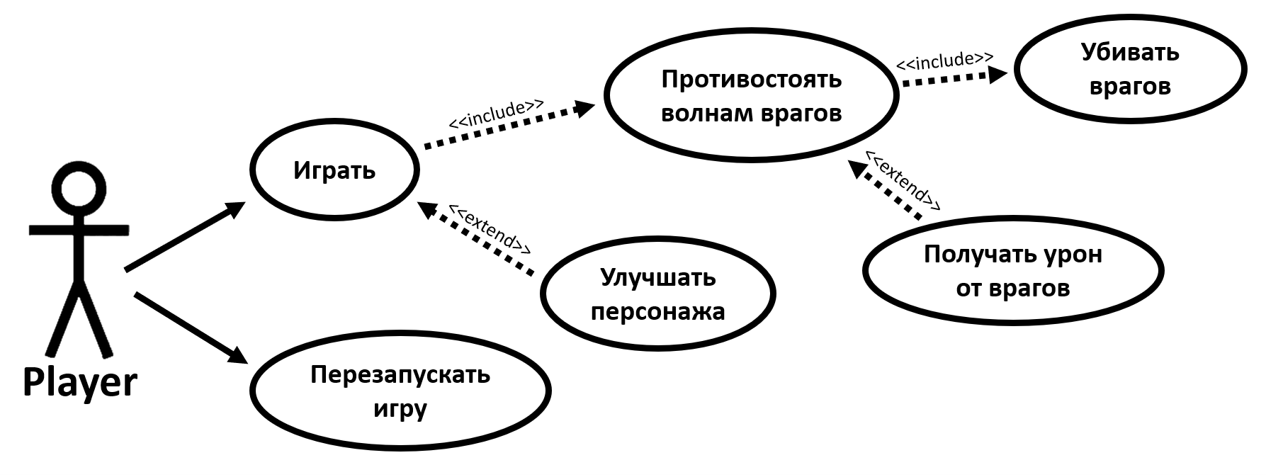 Убивать
врагов
<<include>>
Противостоять
волнам врагов
<<include>>
Играть
<<extend>>
Получать урон
от врагов
<<extend>>
Улучшать
персонажа
Player
Перезапускать
игру